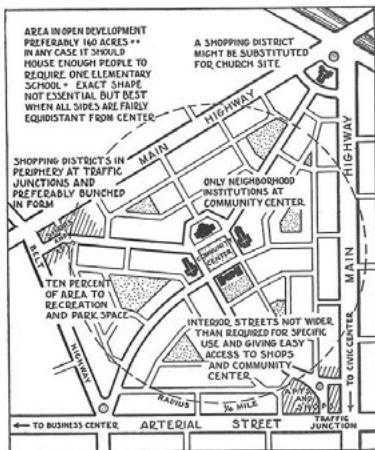 AREA IN OPEN DEVELOPMENT
PREFERABLY 160 ACRES **
IN ANY CASE IT SHOULD
HOUSE ENOUGH PEOPLE TO
REQUIRE ONE ELEMENTARY
SCHOOL • EXACT SHAPE
NOT ESSENTIAL BUT BEST
WHEN ALL SIDES ARE FAIRLY
EQUIDISTANT FROM CENTER
A SHOPPING DISTRICT
MIGHT BE SUBSTITUTED
FOR CHURCH SITE
MAIN HIGHWAY
HIGHWAY
MAIN
SHOPPING DISTRICTS IN
PERIPHERY AT TRAFFIC
JUNCTIONS AND
PREFERABLY BUNCHED
IN FORM
ONLY NEIGHBORHOOD
INSTITUTIONS AT
COMMUNITY CENTER
COMMUNITY
CENTER
BELT
HIGHWAY
TEN PERCENT
OF AREA TO
RECREATION
AND PARK SPACE
INTERIOR STREETS NOT WIDER
THAN REQUIRED FOR SPECIFIC
USE AND GIVING EASY
ACCESS TO SHOPS
AND COMMUNITY
CENTER
TO CIVIC CENTER
RADIUS
¼ MILE
TRAFFIC
JUNCTION
TO BUSINESS CENTER
ARTERIAL STREET